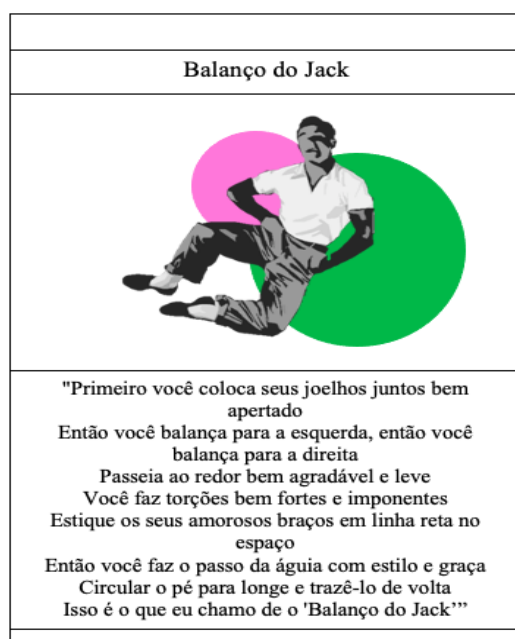 Balanço do Jack
"Primeiro você coloca seus joelhos juntos bem
apertado
Então você balança para a esquerda, então você
balança para a direita
Passeia ao redor bem agradável e leve
Você faz torções bem fortes e imponentes
Estique os seus amorosos braços em linha reta no
espaço
Então você faz o passo da águia com estilo e graça
Circular o pé para longe e trazê-lo de volta
Isso é o que eu chamo de o 'Balanço do Jack’”